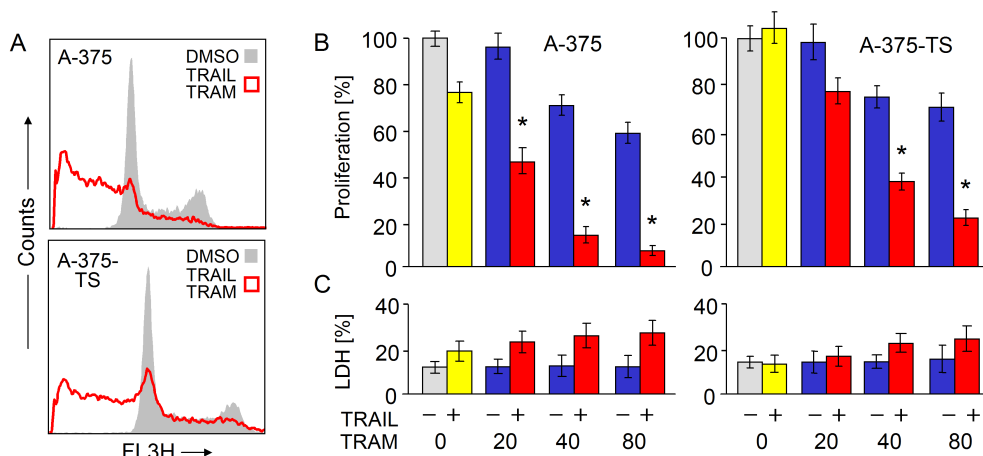 A
A-375
DMSO
TRAIL
TRAM
A-375-
TS
DMSO
TRAIL
TRAM
Counts
FL3H
B
A-375
A-375-TS
Proliferation [%]
100
80
60
40
20
0
* * *
100
80
60
40
20
0
* *
C
LDH [%]
40
20
0
40
20
0
TRAIL − + − + − + − + − + − + − + − +
TRAM 0 20 40 80 0 20 40 80